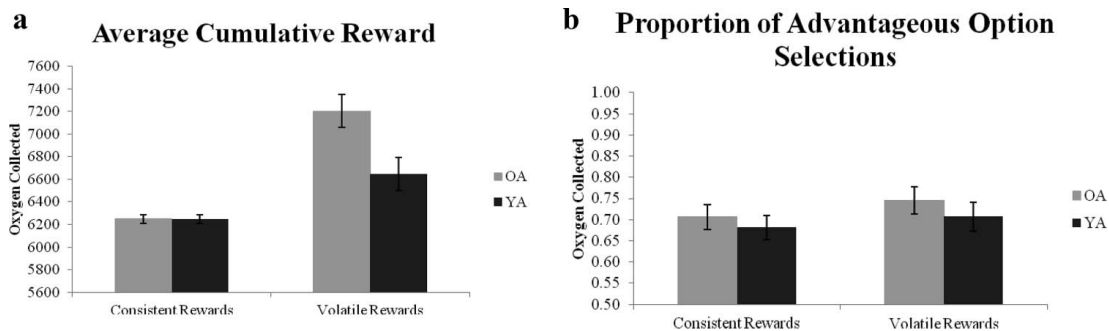 a
Average Cumulative Reward
7600
7400
7200
7000
6800
6600
6400
6200
6000
5800
5600
Oxygen Collected
Consistent Rewards
Volatile Rewards
OA
YA
b
Proportion of Advantageous Option
Selections
1.00
0.95
0.90
0.85
0.80
0.75
0.70
0.65
0.60
0.55
0.50
Oxygen Collected
Consistent Rewards
Volatile Rewards
OA
YA